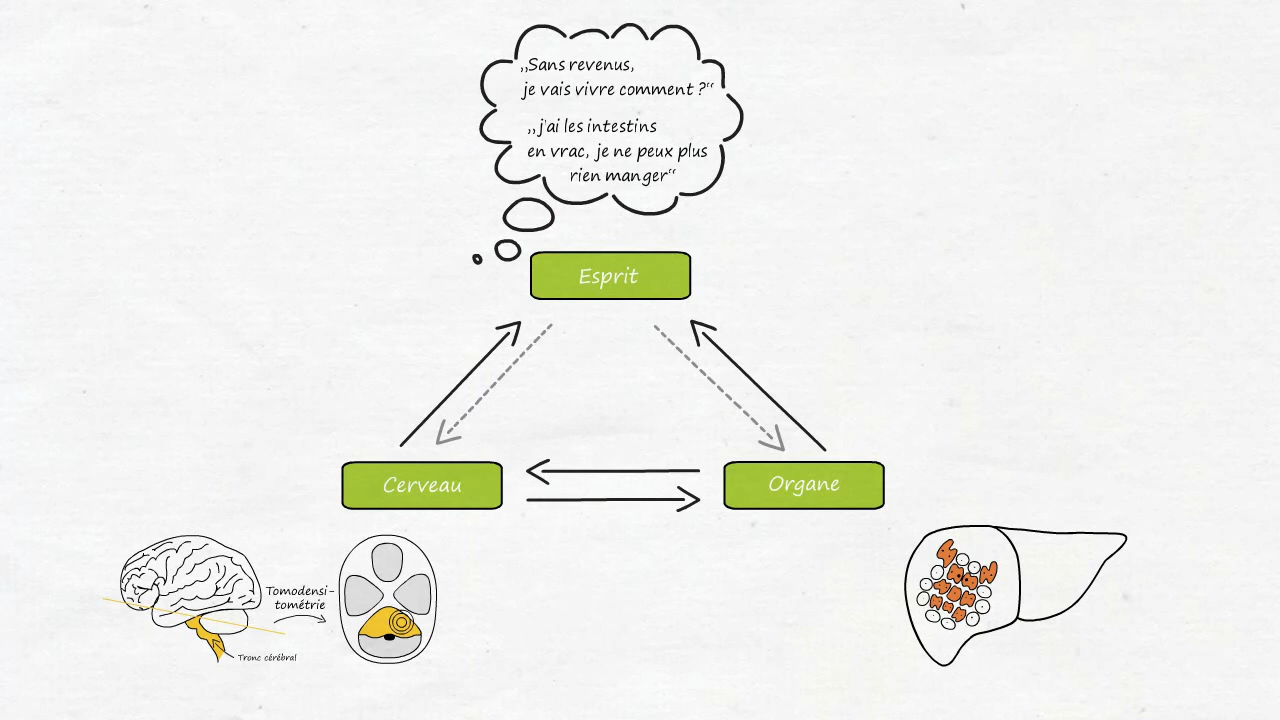 „Sans revenus,
je vais vivre comment ?“
„j'ai les intestins
en vrac, je ne peux plus
rien manger“
Esprit
Cerveau
Organe
Tomodensi-
tométrie
Tronc cérébral